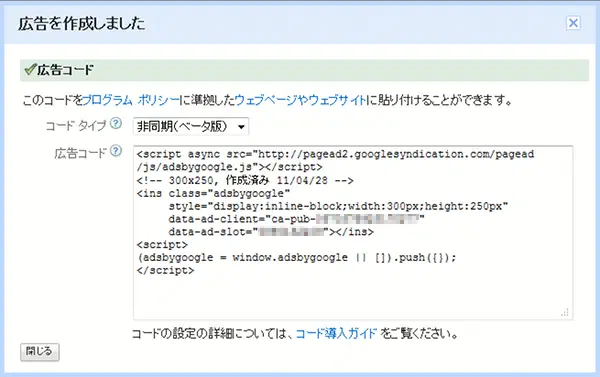 広告を作成しました
広告コード
このコードをプログラム ポリシーに準拠したウェブページやウェブサイトに貼り付けることができます。
コード タイプ ? 非同期(ベータ版)
広告コード ? <script async src="http://pagead2.googlesyndication.com/pagead
/js/adsbygoogle.js"></script>
<!-- 300x250, 作成済み 11/04/28 -->
<ins class="adsbygoogle"
style="display:inline-block;width:300px;height:250px"
data-ad-client="ca-pub-
data-ad-slot=" "></ins>
<script>
(adsbygoogle = window.adsbygoogle || []).push({});
</script>
コードの設定の詳細については、コード導入ガイド をご覧ください。
閉じる